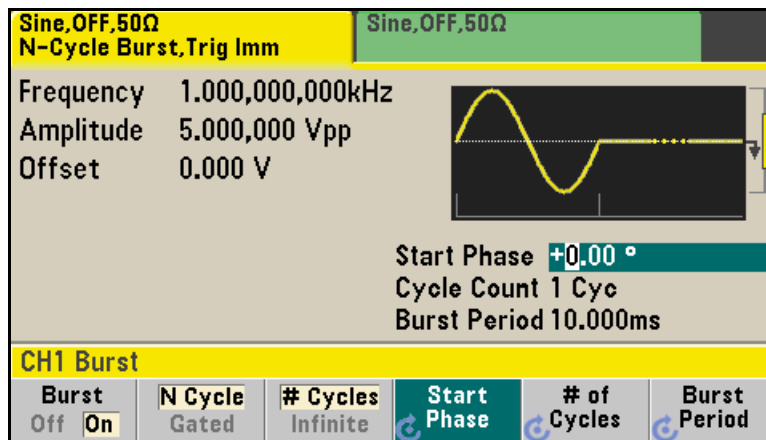 Sine,OFF,50Ω
N-Cycle Burst,Trig Imm
Sine,OFF,50Ω
Frequency 1.000,000,000kHz
Amplitude 5.000,000 Vpp
Offset 0.000 V
Start Phase +0.00 °
Cycle Count 1 Cyc
Burst Period 10.000ms
CH1 Burst
Burst Off On
N Cycle Gated
# Cycles Infinite
Start Phase
# of Cycles
Burst Period